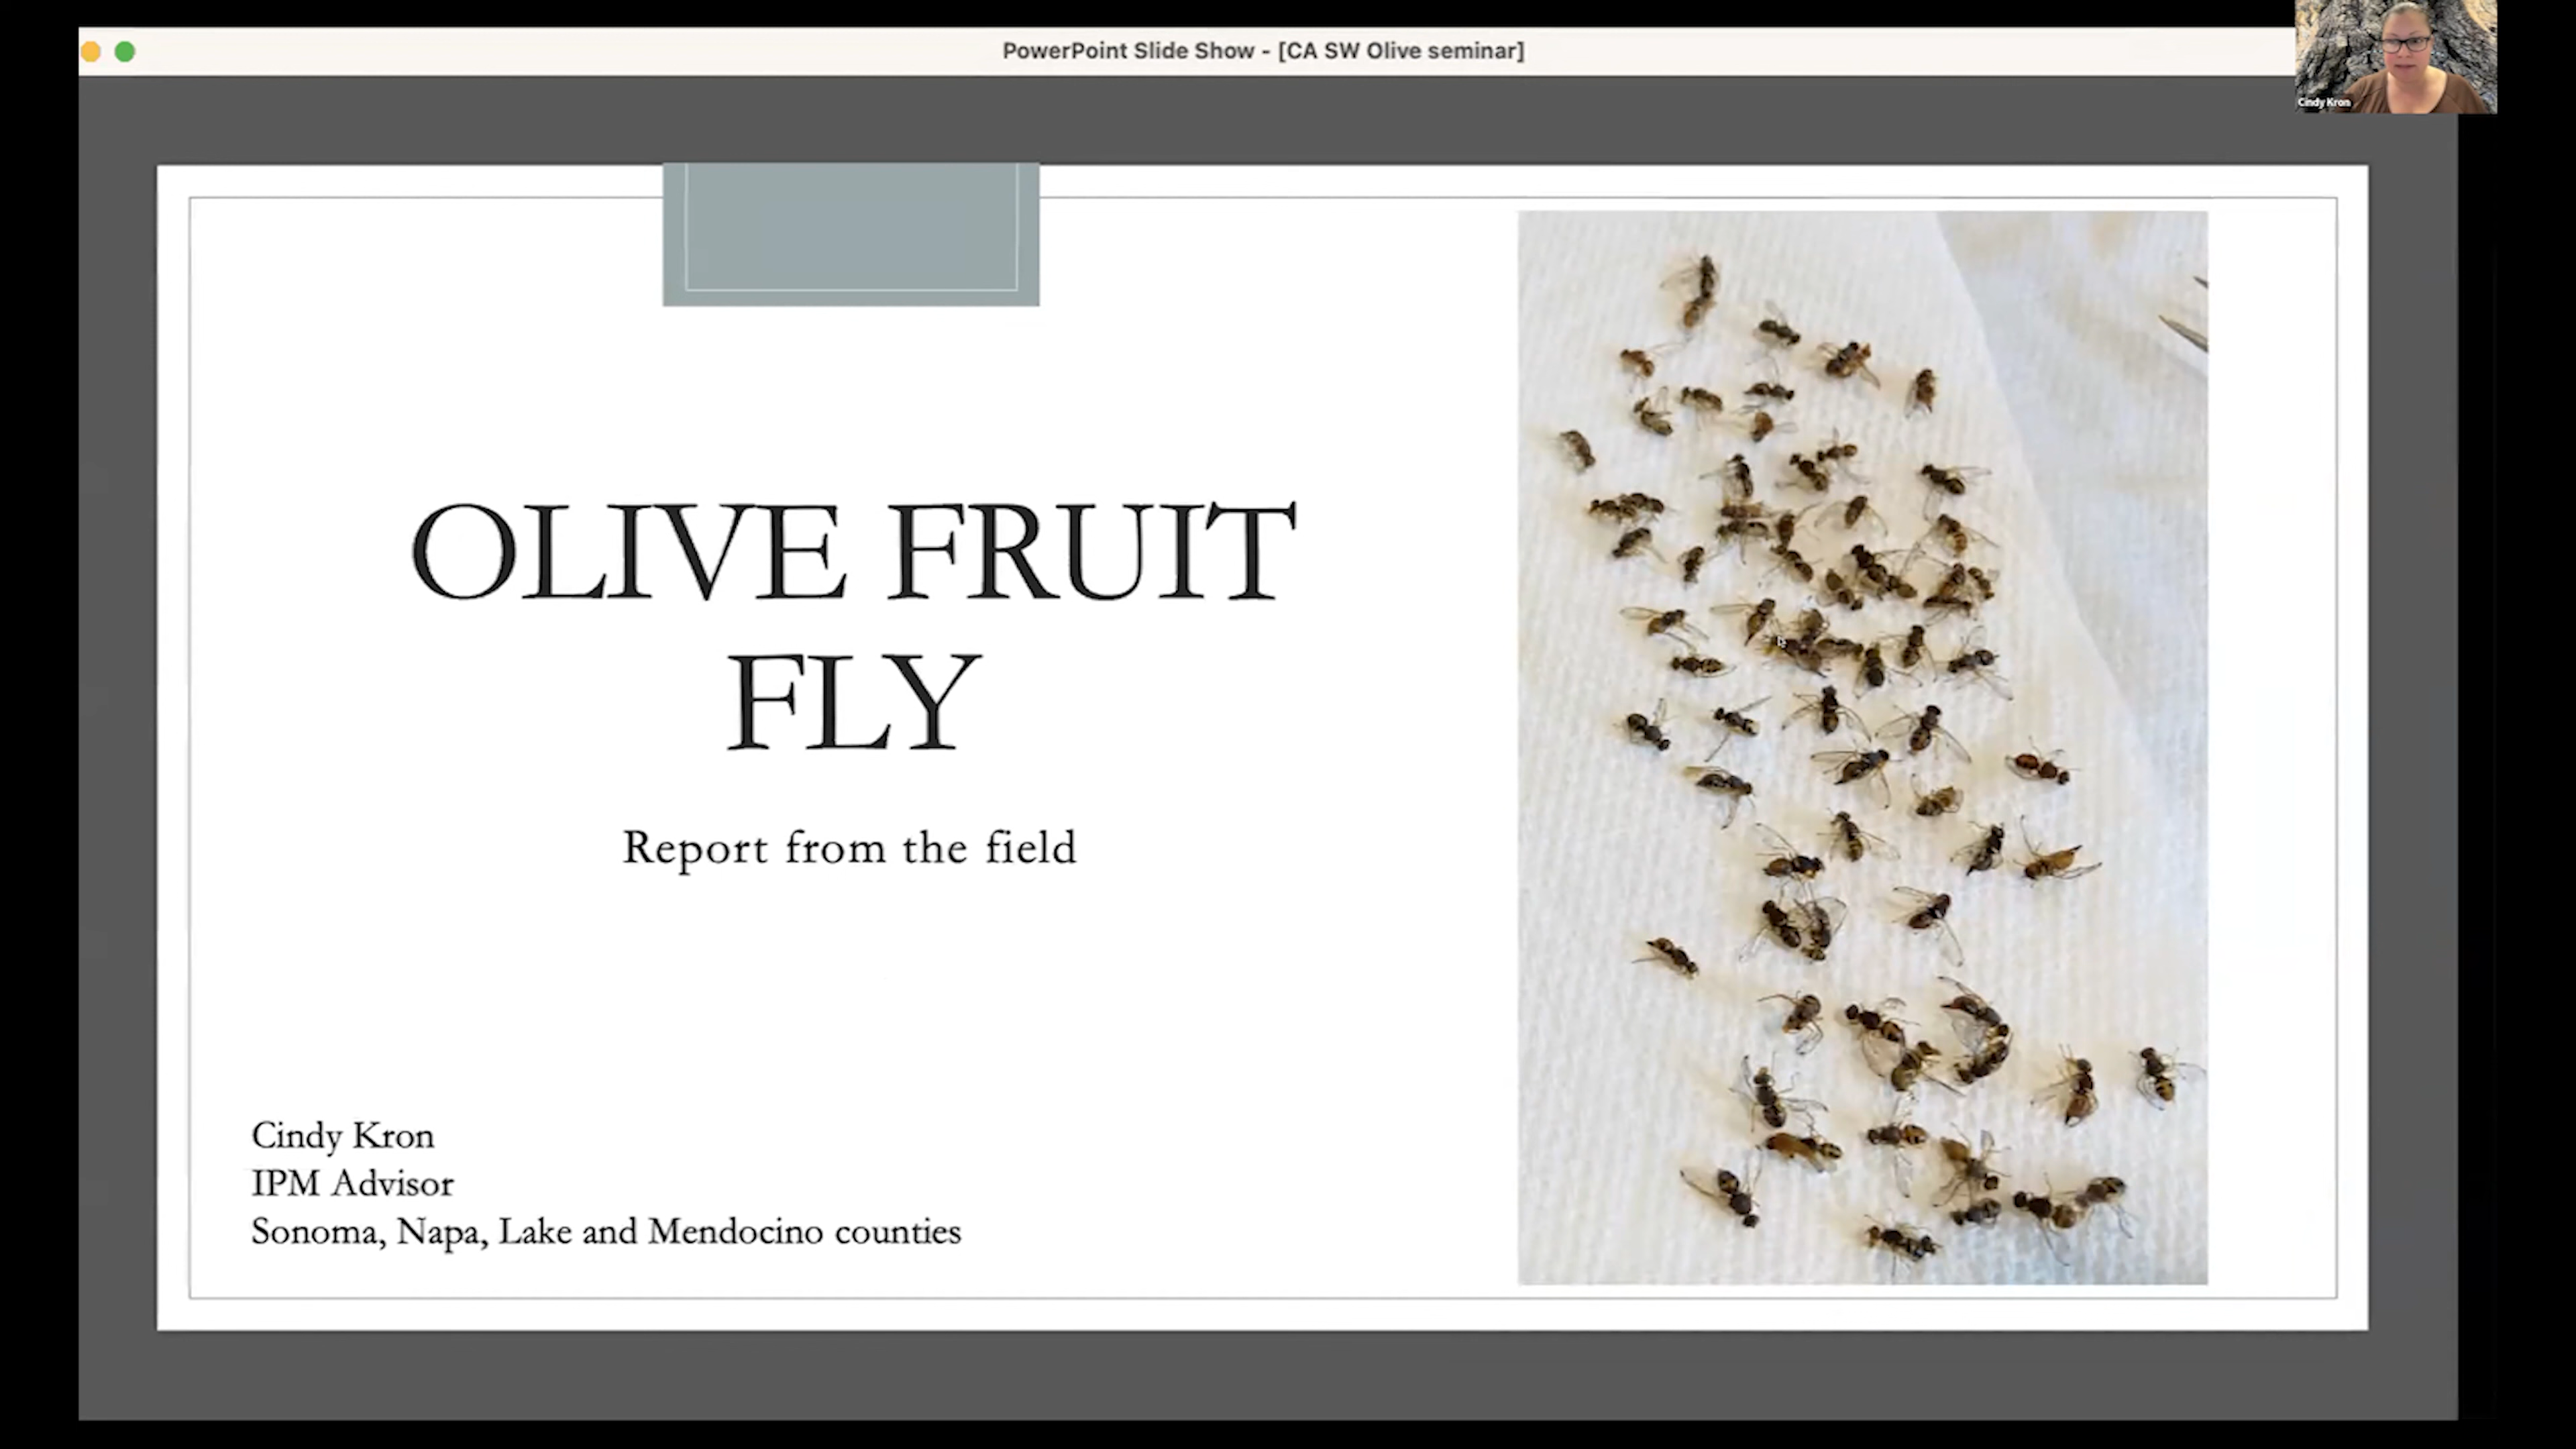 PowerPoint Slide Show - [CA SW Olive seminar]
Cindy Kron
OLIVE FRUIT
FLY
Report from the field
Cindy Kron
IPM Advisor
Sonoma, Napa, Lake and Mendocino counties